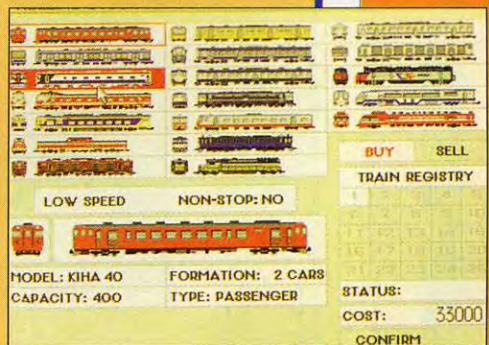 BUY SELL
TRAIN REGISTRY
LOW SPEED NON-STOP: NO
MODEL: KIHA 40 FORMATION: 2 CARS
CAPACITY: 400 TYPE: PASSENGER
STATUS:
COST: 33000
CONFIRM